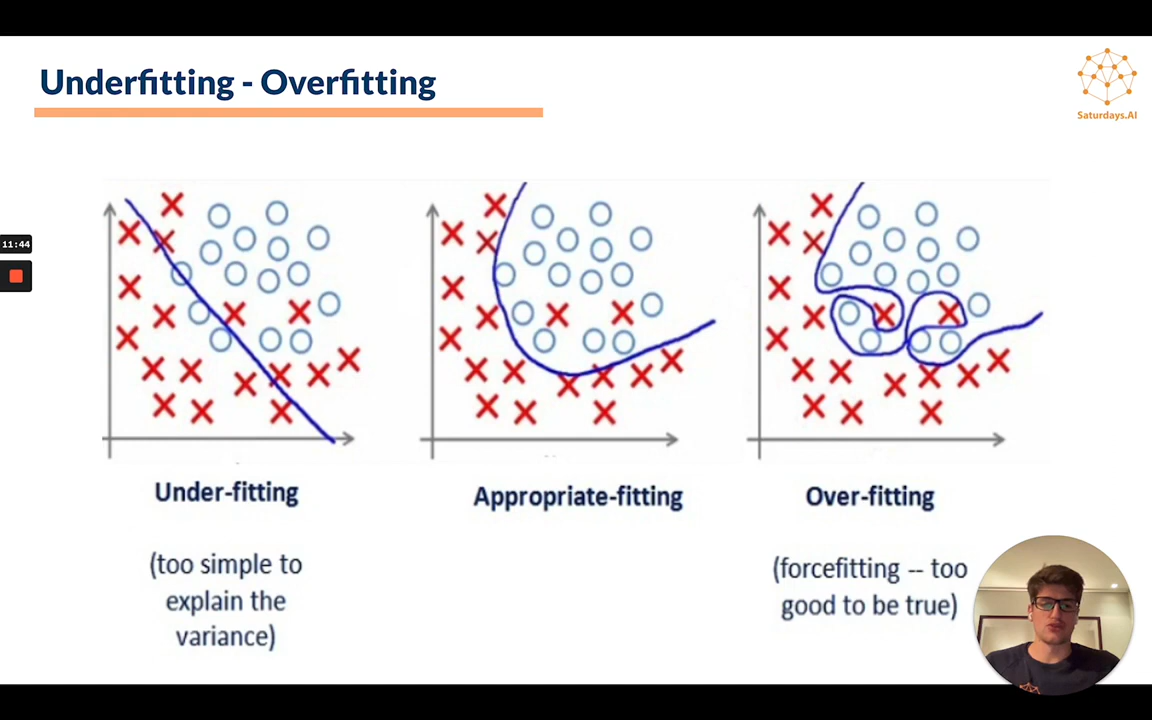 Underfitting - Overfitting
Saturdays.AI
11:44
Under-fitting
Appropriate-fitting
Over-fitting
(too simple to
explain the
variance)
(forcefitting -- too
good to be true)